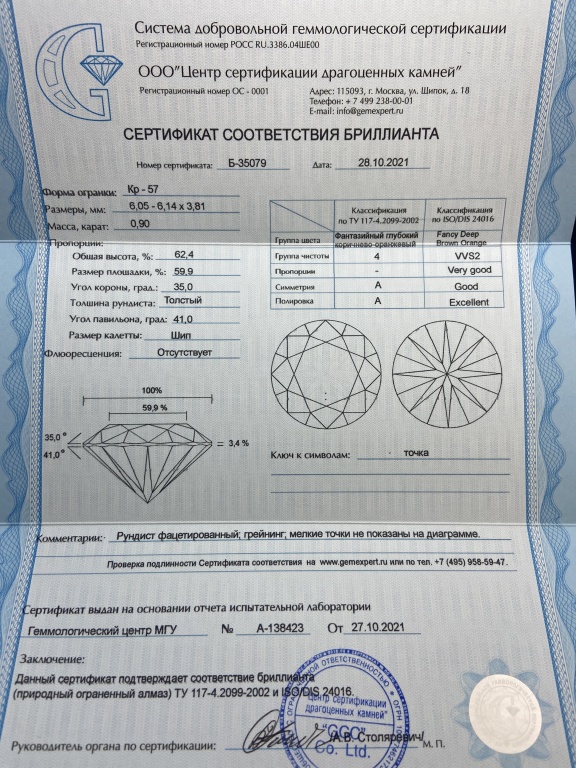 Система добровольной геммологической сертификации
Регистрационный номер РОСС RU.3386.04ШЕ00
ООО"Центр сертификации драгоценных камней"
Регистрационный номер ОС - 0001
Адрес: 115093, г. Москва, ул. Щипок, д. 18
Телефон: + 7 499 238-00-01
E-mail: info@gemexpert.ru
СЕРТИФИКАТ СООТВЕТСТВИЯ БРИЛЛИАНТА
Номер сертификата: Б-35079 Дата: 28.10.2021
Форма огранки: Кр - 57
Размеры, мм: 6,05 - 6,14 x 3,81
Масса, карат: 0,90
Пропорции:
Общая высота, %: 62,4
Размер площадки, %: 59,9
Угол короны, град.: 35,0
Толщина рундиста: Толстый
Угол павильона, град: 41,0
Размер калетты: Шип
Флюоресценция: Отсутствует
Классификация по ТУ 117-4.2099-2002 Классификация по ISO/DIS 24016
Группа цвета Фантазийный глубокий коричнево-оранжевый Fancy Deep Brown Orange
Группа чистоты 4 VVS2
Пропорции - Very good
Симметрия А Good
Полировка А Excellent
100%
59,9 %
35,0 °
41,0 °
= 3,4 %
Ключ к символам: · точка
Комментарии: Рундист фацетированный; грейнинг; мелкие точки не показаны на диаграмме.
Проверка подлинности Сертификата соответствия на www.gemexpert.ru или по тел. +7 (495) 958-59-47.
Сертификат выдан на основании отчета испытательной лаборатории
Геммологический центр МГУ № А-138423 От 27.10.2021
Заключение:
Данный сертификат подтверждает соответствие бриллианта
(природный ограненный алмаз) ТУ 117-4.2099-2002 и ISO/DIS 24016.
Центр сертификации
драгоценных камней"
"ООО"
Co. Ltd.
Руководитель органа по сертификации: /А.В. Столяревич/ М. П.